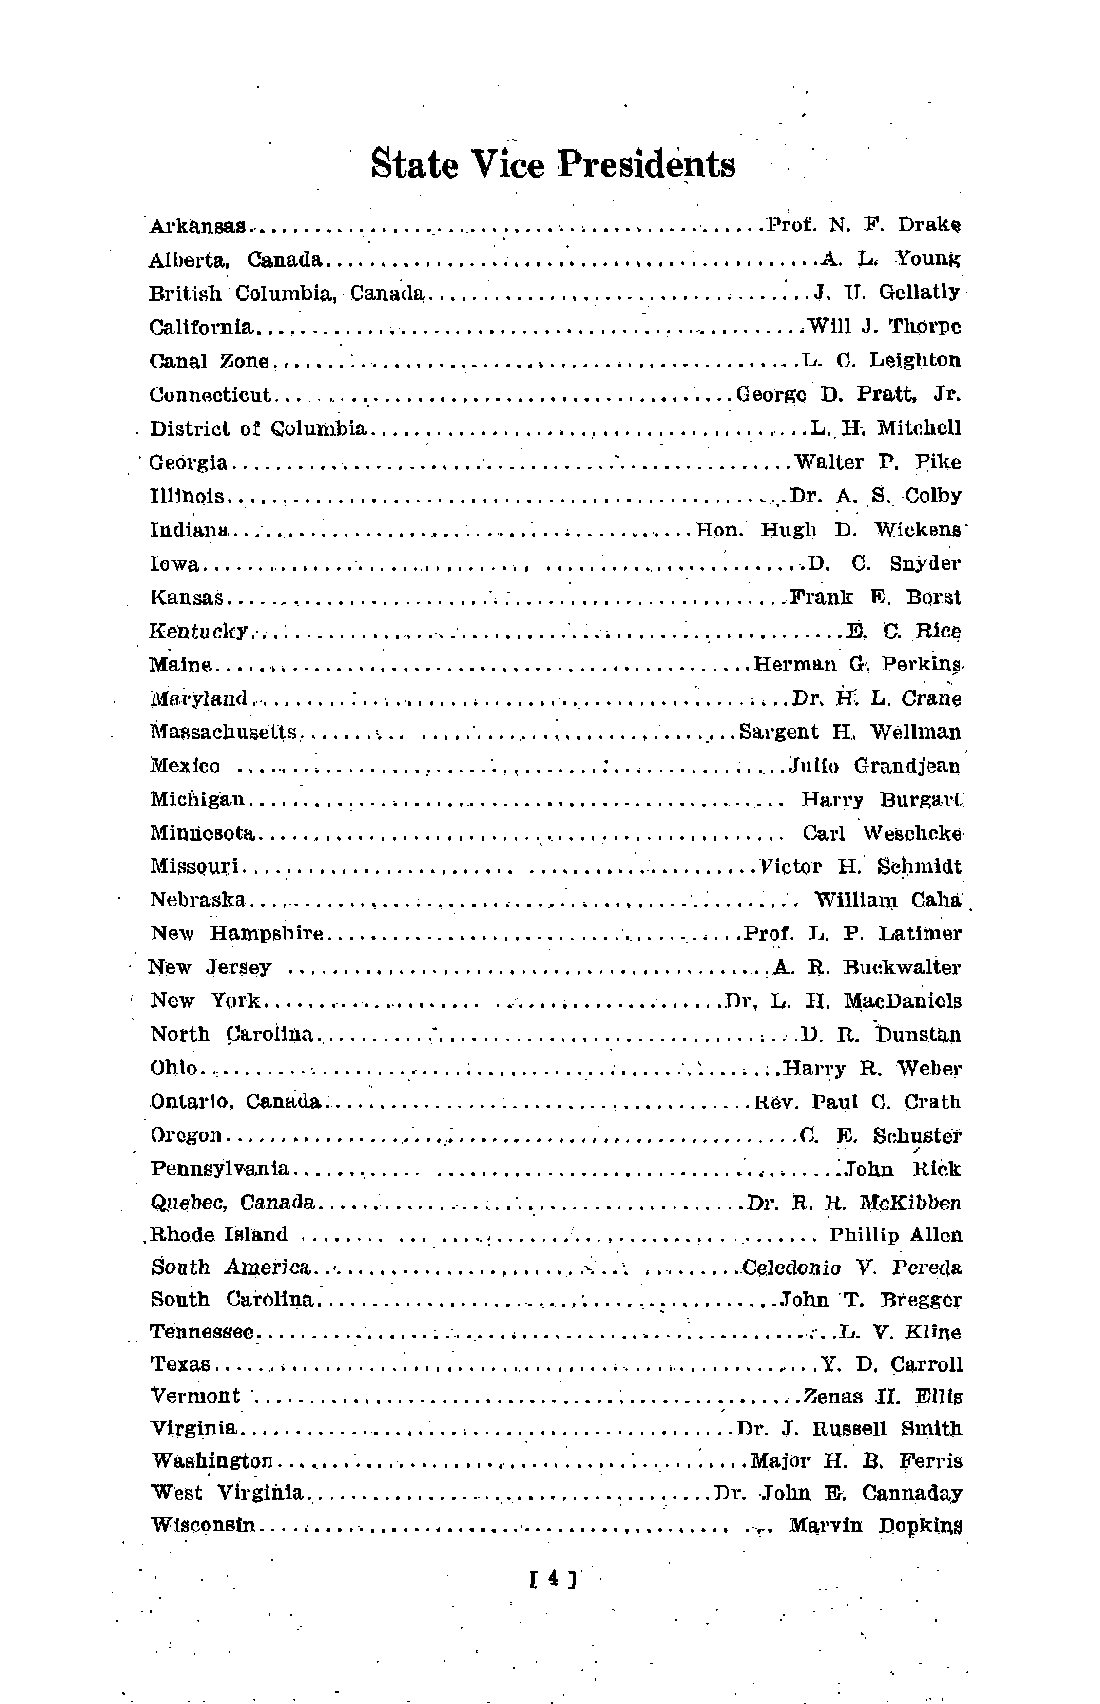 State Vice Presidents
Arkansas..........Prof. N. F. Drake
Alberta, Canada..........A. L. Young
British Columbia, Canada..........J. U. Gellatly
California..........Will J. Thorpe
Canal Zone..........L. C. Leighton
Connecticut..........George D. Pratt, Jr.
District of Columbia..........L. H. Mitchell
Georgia..........Walter P. Pike
Illinois..........Dr. A. S. Colby
Indiana..........Hon. Hugh D. Wickens
Iowa..........D. C. Snyder
Kansas..........Frank E. Borst
Kentucky..........E. C. Rice
Maine..........Herman G. Perkins
Maryland..........Dr. H. L. Crane
Massachusetts..........Sargent H. Wellman
Mexico ..........Julio Grandjean
Michigan.......... Harry Burgart
Minnesota.......... Carl Weschcke
Missouri..........Victor H. Schmidt
Nebraska.......... William Caha
New Hampshire..........Prof. L. P. Latimer
New Jersey ..........A. R. Buckwalter
New York..........Dr. L. H. MacDaniels
North Carolina..........D. R. Dunstan
Ohio..........Harry R. Weber
Ontario, Canada..........Rev. Paul C. Crath
Oregon..........C. E. Schuster
Pennsylvania..........John Rick
Quebec, Canada..........Dr. R. H. McKibben
Rhode Island .......... Phillip Allen
South America..........Celedonio V. Pereda
South Carolina..........John T. Bregger
Tennessee..........L. V. Kline
Texas..........Y. D. Carroll
Vermont ..........Zenas H. Ellis
Virginia..........Dr. J. Russell Smith
Washington..........Major H. B. Ferris
West Virginia..........Dr. John E. Cannaday
Wisconsin.......... Marvin Dopkins
[ 4 ]